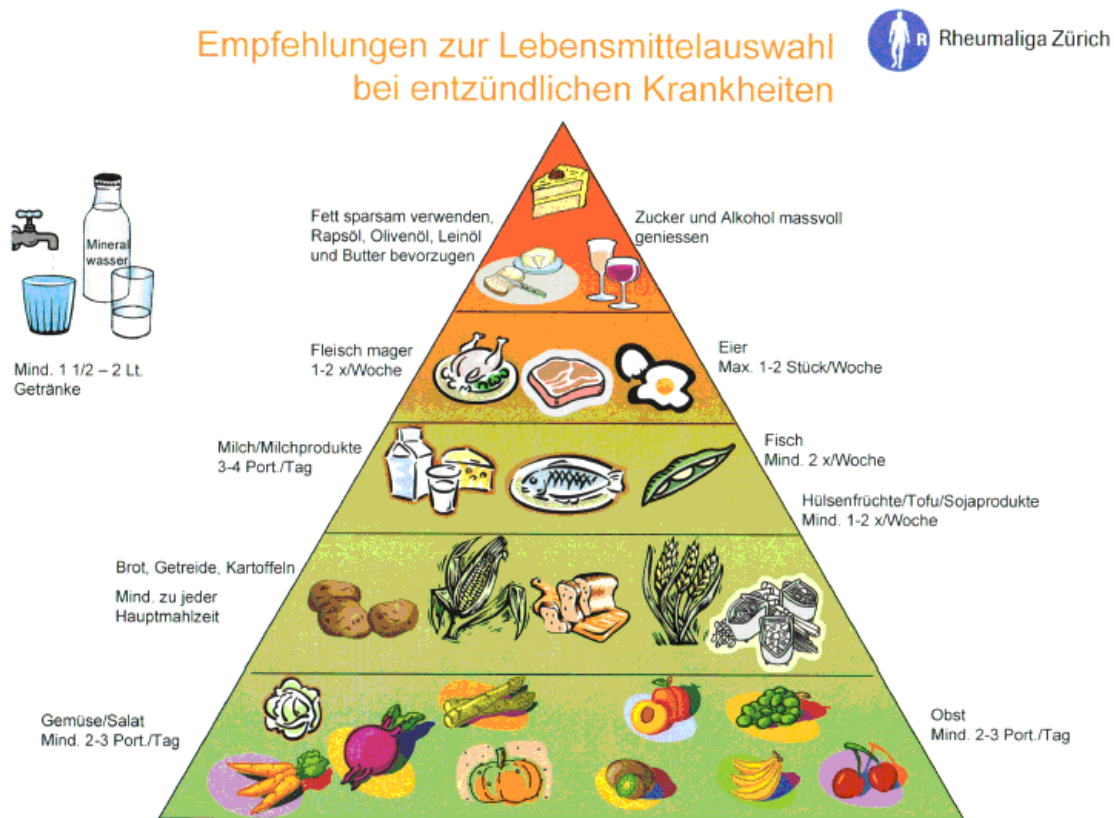 Empfehlungen zur Lebensmittelauswahl
bei entzündlichen Krankheiten
R
Rheumaliga Zürich
Mineral
wasser
Mind. 1 1/2 – 2 Lt.
Getränke
Fett sparsam verwenden,
Rapsöl, Olivenöl, Leinöl
und Butter bevorzugen
Zucker und Alkohol massvoll
geniessen
Fleisch mager
1-2 x/Woche
Eier
Max. 1-2 Stück/Woche
Milch/Milchprodukte
3-4 Port./Tag
Fisch
Mind. 2 x/Woche
Hülsenfrüchte/Tofu/Sojaprodukte
Mind. 1-2 x/Woche
Brot, Getreide, Kartoffeln
Mind. zu jeder
Hauptmahlzeit
Gemüse/Salat
Mind. 2-3 Port./Tag
Obst
Mind. 2-3 Port./Tag